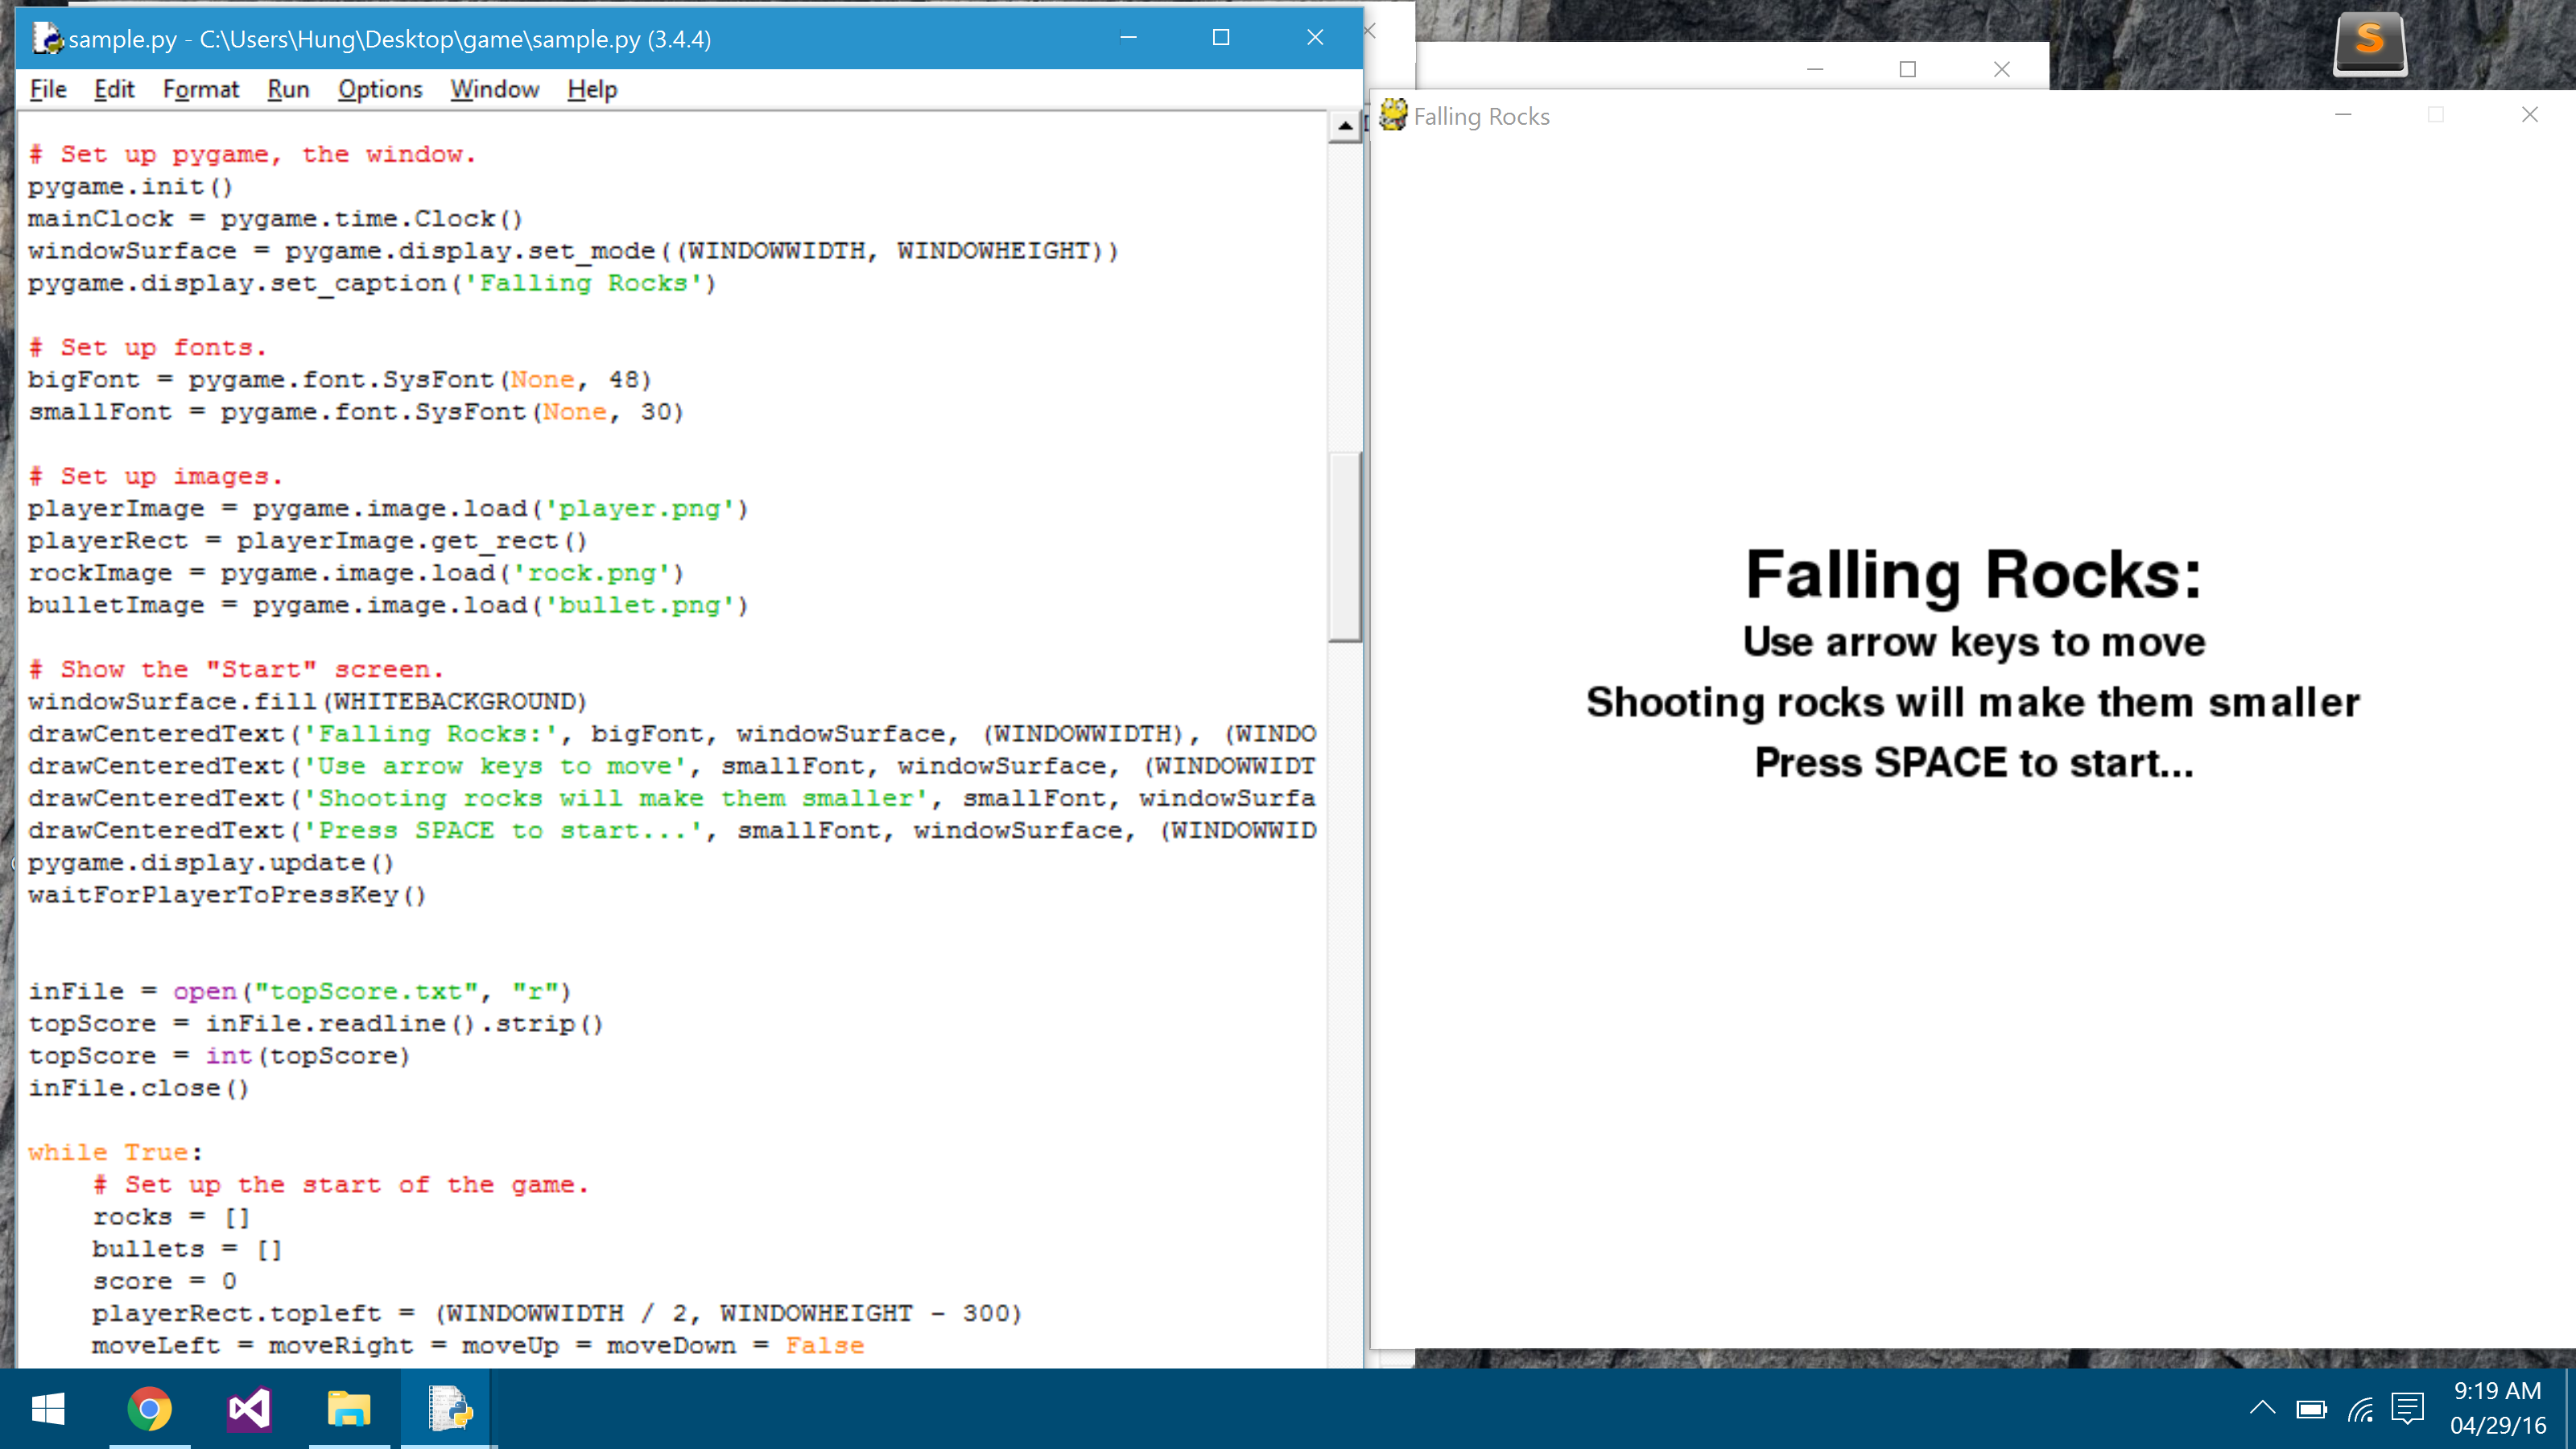 sample.py - C:\Users\Hung\Desktop\game\sample.py (3.4.4)
File Edit Format Run Options Window Help
# Set up pygame, the window.
pygame.init()
mainClock = pygame.time.Clock()
windowSurface = pygame.display.set_mode((WINDOWWIDTH, WINDOWHEIGHT))
pygame.display.set_caption('Falling Rocks')
# Set up fonts.
bigFont = pygame.font.SysFont(None, 48)
smallFont = pygame.font.SysFont(None, 30)
# Set up images.
playerImage = pygame.image.load('player.png')
playerRect = playerImage.get_rect()
rockImage = pygame.image.load('rock.png')
bulletImage = pygame.image.load('bullet.png')
# Show the "Start" screen.
windowSurface.fill(WHITEBACKGROUND)
drawCenteredText('Falling Rocks:', bigFont, windowSurface, (WINDOWWIDTH), (WINDO
drawCenteredText('Use arrow keys to move', smallFont, windowSurface, (WINDOWWIDT
drawCenteredText('Shooting rocks will make them smaller', smallFont, windowSurfa
drawCenteredText('Press SPACE to start...', smallFont, windowSurface, (WINDOWWID
pygame.display.update()
waitForPlayerToPressKey()
inFile = open("topScore.txt", "r")
topScore = inFile.readline().strip()
topScore = int(topScore)
inFile.close()
while True:
    # Set up the start of the game.
    rocks = []
    bullets = []
    score = 0
    playerRect.topleft = (WINDOWWIDTH / 2, WINDOWHEIGHT - 300)
    moveLeft = moveRight = moveUp = moveDown = False
Falling Rocks
Falling Rocks:
Use arrow keys to move
Shooting rocks will make them smaller
Press SPACE to start...
S
9:19 AM
04/29/16